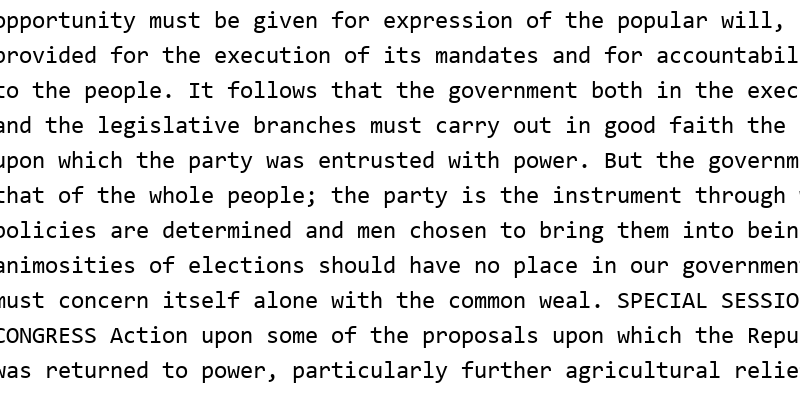 opportunity must be given for expression of the popular will,
provided for the execution of its mandates and for accountabil
to the people. It follows that the government both in the exec
and the legislative branches must carry out in good faith the
upon which the party was entrusted with power. But the governm
that of the whole people; the party is the instrument through
policies are determined and men chosen to bring them into bein
animosities of elections should have no place in our government
must concern itself alone with the common weal. SPECIAL SESSIO
CONGRESS Action upon some of the proposals upon which the Repu
was returned to power, particularly further agricultural relie